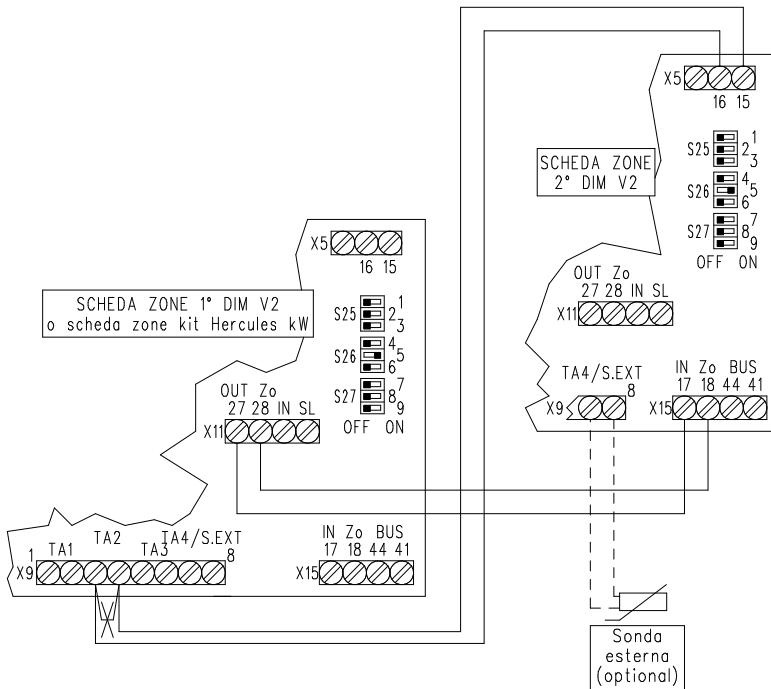 X5
16 15
S25
1
2
3
S26
4
5
6
S27
7
8
9
OFF ON
SCHEDA ZONE
2° DIM V2
OUT Zo
27 28 IN SL
X11
TA4/S.EXT
8
X9
IN Zo BUS
17 18 44 41
X15
X5
16 15
SCHEDA ZONE 1° DIM V2
o scheda zone kit Hercules kW
S25
1
2
3
S26
4
5
6
S27
7
8
9
OFF ON
OUT Zo
27 28 IN SL
X11
1 TA1 TA2 TA3 TA4/S.EXT 8
X9
IN Zo BUS
17 18 44 41
X15
Sonda
esterna
(optional)